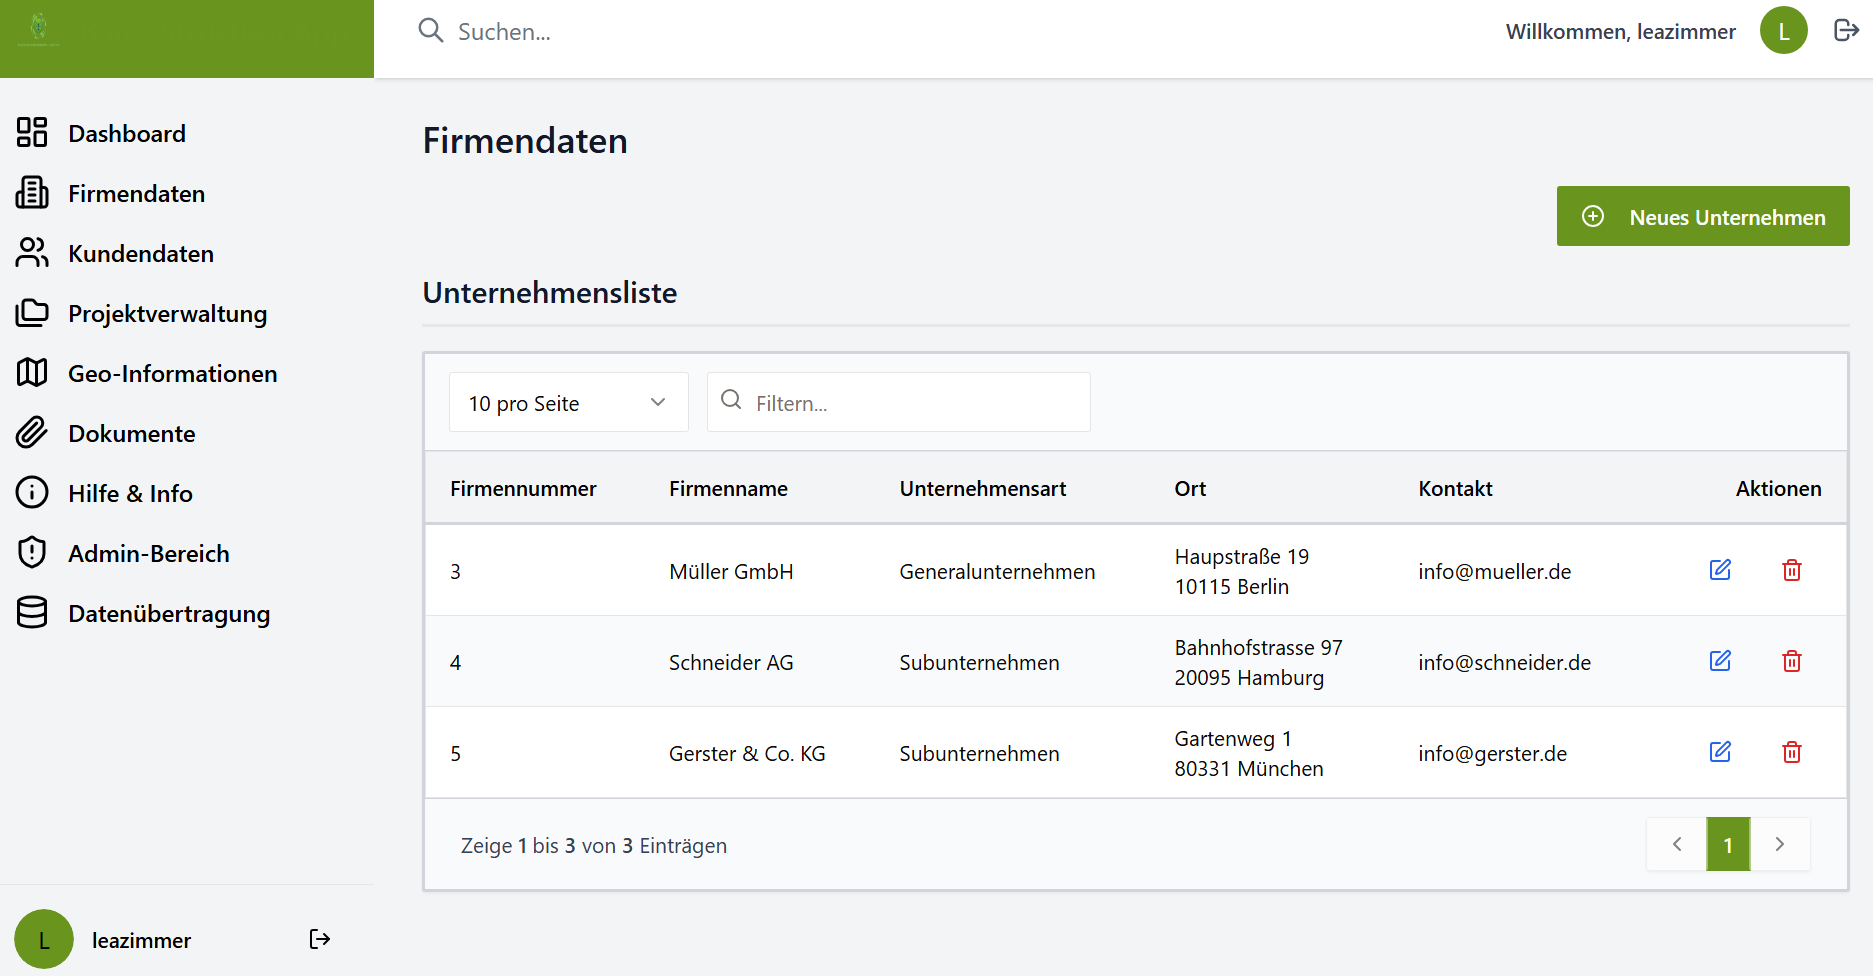 Suchen...
Willkommen, leazimmer
L
Dashboard
Firmendaten
Kundendaten
Projektverwaltung
Geo-Informationen
Dokumente
Hilfe & Info
Admin-Bereich
Datenübertragung
L
leazimmer
Firmendaten
Neues Unternehmen
Unternehmensliste
10 pro Seite
Filtern...
Firmennummer Firmenname Unternehmensart Ort Kontakt Aktionen
3 Müller GmbH Generalunternehmen Haupstraße 19
10115 Berlin info@mueller.de
4 Schneider AG Subunternehmen Bahnhofstrasse 97
20095 Hamburg info@schneider.de
5 Gerster & Co. KG Subunternehmen Gartenweg 1
80331 München info@gerster.de
Zeige 1 bis 3 von 3 Einträgen
1